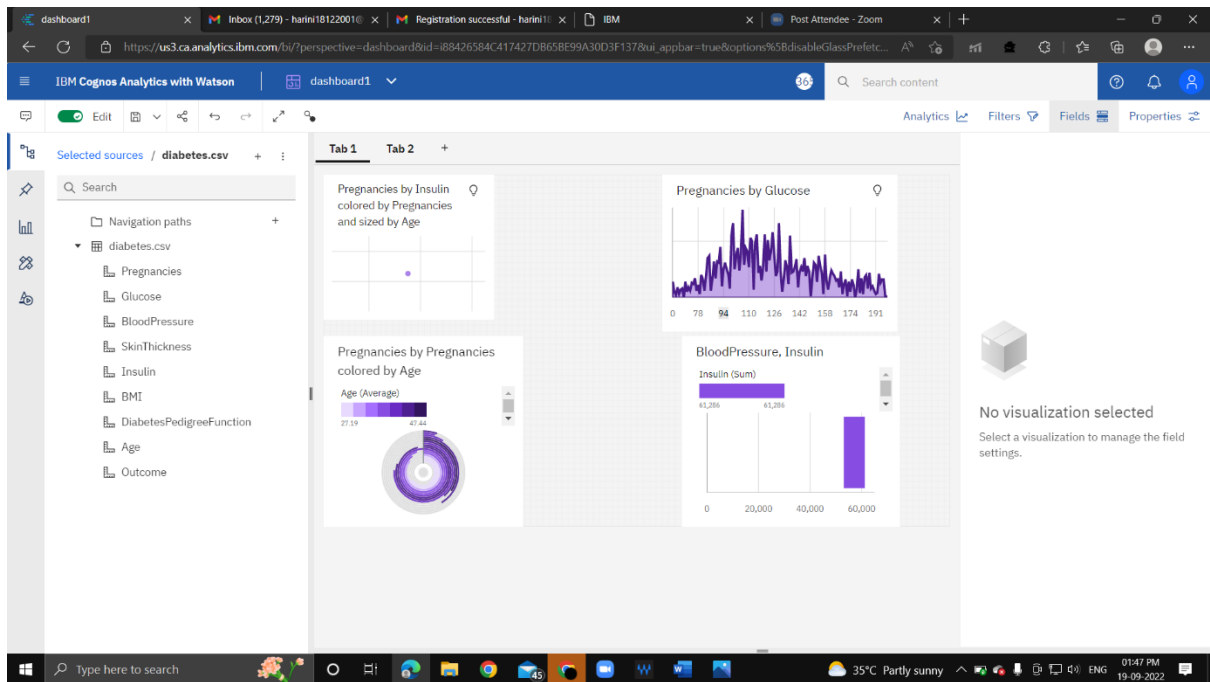 dashboard1
Inbox (1,279) - harini18122001@
Registration successful - harini18
IBM
Post Attendee - Zoom
https://us3.ca.analytics.ibm.com/bi/?perspective=dashboard&id=i88426584C417427DB65BE99A30D3F137&ui_appbar=true&options%5BdisableGlassPrefetc...
IBM Cognos Analytics with Watson
dashboard1
Search content
Edit
Analytics
Filters
Fields
Properties
Selected sources / diabetes.csv
Search
Navigation paths
diabetes.csv
Pregnancies
Glucose
BloodPressure
SkinThickness
Insulin
BMI
DiabetesPedigreeFunction
Age
Outcome
Tab 1 Tab 2
Pregnancies by Insulin
colored by Pregnancies
and sized by Age
Pregnancies by Glucose
0 78 94 110 126 142 158 174 191
Pregnancies by Pregnancies
colored by Age
Age (Average)
27.19 47.44
BloodPressure, Insulin
Insulin (Sum)
61,286 61,286
0 20,000 40,000 60,000
No visualization selected
Select a visualization to manage the field
settings.
Type here to search
45
35°C Partly sunny
ENG
01:47 PM
19-09-2022